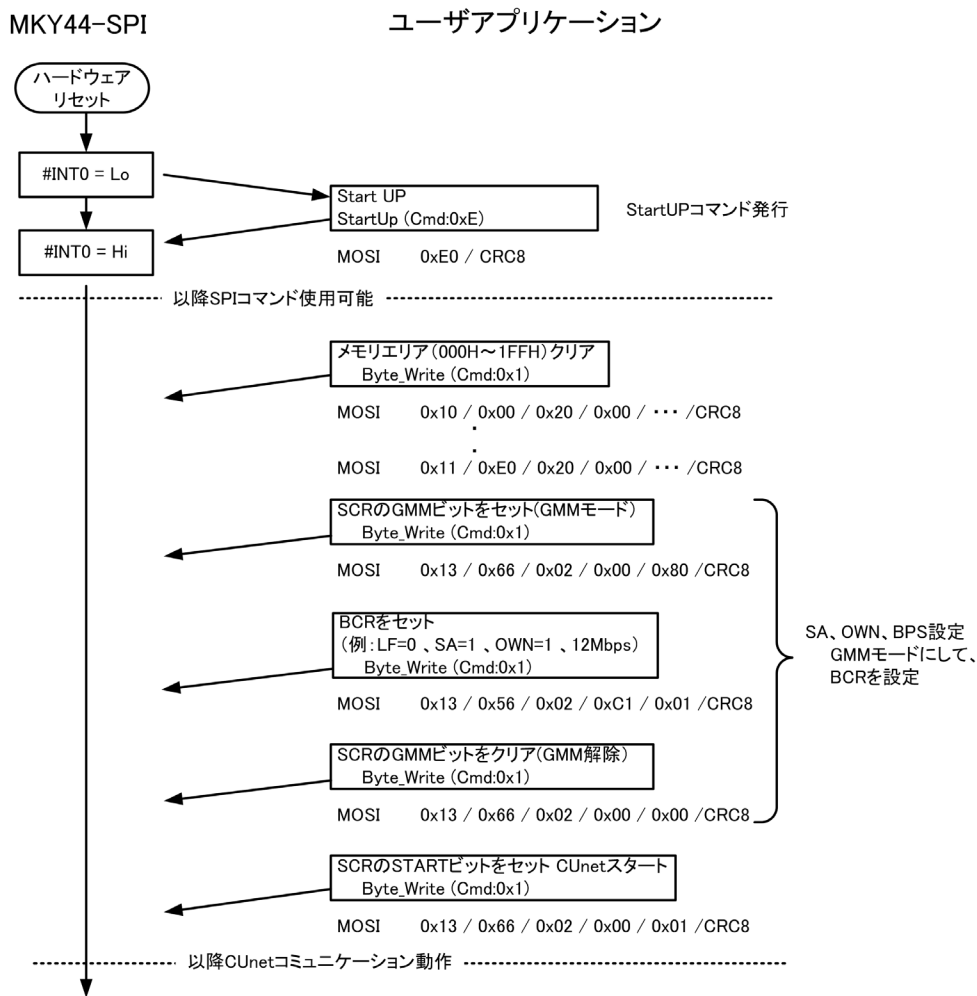 MKY44-SPI
ユーザアプリケーション
ハードウェア
リセット
#INT0 = Lo
Start UP
StartUp (Cmd:0xE)
StartUPコマンド発行
#INT0 = Hi
MOSI 0xE0 / CRC8
以降SPIコマンド使用可能
メモリエリア(000H～1FFH)クリア
Byte_Write (Cmd:0x1)
MOSI 0x10 / 0x00 / 0x20 / 0x00 / ・・・ /CRC8
・
・
MOSI 0x11 / 0xE0 / 0x20 / 0x00 / ・・・ /CRC8
SCRのGMMビットをセット(GMMモード)
Byte_Write (Cmd:0x1)
MOSI 0x13 / 0x66 / 0x02 / 0x00 / 0x80 /CRC8
BCRをセット
(例:LF=0 、SA=1 、OWN=1 、12Mbps)
Byte_Write (Cmd:0x1)
MOSI 0x13 / 0x56 / 0x02 / 0xC1 / 0x01 /CRC8
SA、OWN、BPS設定
GMMモードにして、
BCRを設定
SCRのGMMビットをクリア(GMM解除)
Byte_Write (Cmd:0x1)
MOSI 0x13 / 0x66 / 0x02 / 0x00 / 0x00 /CRC8
SCRのSTARTビットをセット CUnetスタート
Byte_Write (Cmd:0x1)
MOSI 0x13 / 0x66 / 0x02 / 0x00 / 0x01 /CRC8
以降CUnetコミュニケーション動作